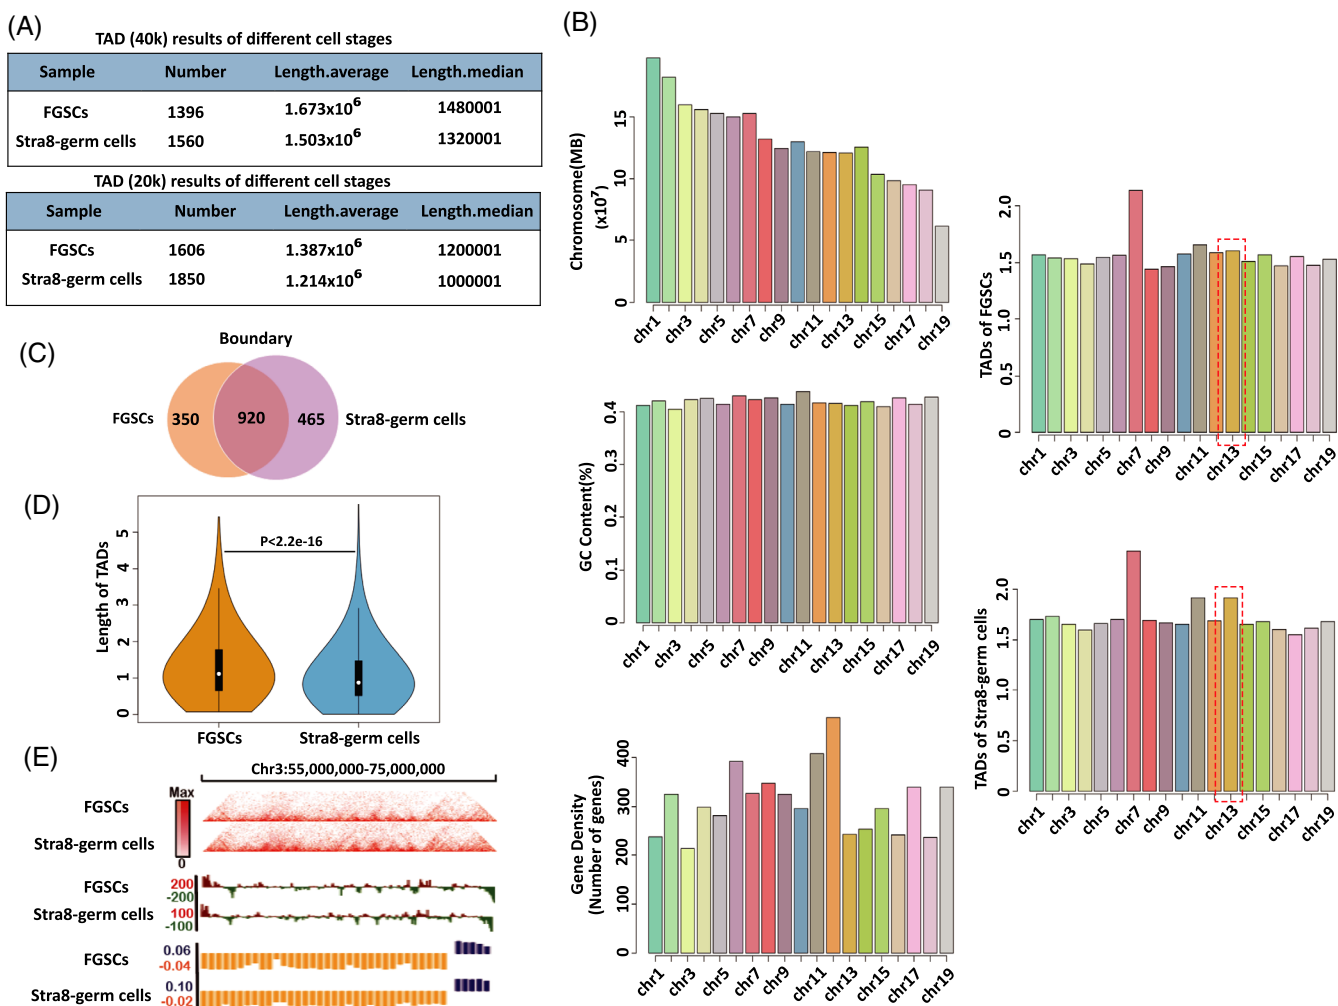 (A)
TAD (40k) results of different cell stages
Sample Number Length.average Length.median
FGSCs 1396 1.673x10⁶ 1480001
Stra8-germ cells 1560 1.503x10⁶ 1320001
TAD (20k) results of different cell stages
Sample Number Length.average Length.median
FGSCs 1606 1.387x10⁶ 1200001
Stra8-germ cells 1850 1.214x10⁶ 1000001
(B)
Chromosome(MB)
(x10⁷)
15
10
5
0
chr1 chr3 chr5 chr7 chr9 chr11 chr13 chr15 chr17 chr19
GC Content(%)
0.4
0.3
0.2
0.1
0
chr1 chr3 chr5 chr7 chr9 chr11 chr13 chr15 chr17 chr19
Gene Density
(Number of genes)
400
300
200
100
0
chr1 chr3 chr5 chr7 chr9 chr11 chr13 chr15 chr17 chr19
TADs of FGSCs
2.0
1.5
1.0
0.5
0
chr1 chr3 chr5 chr7 chr9 chr11 chr13 chr15 chr17 chr19
TADs of Stra8-germ cells
2.0
1.5
1.0
0.5
0
chr1 chr3 chr5 chr7 chr9 chr11 chr13 chr15 chr17 chr19
(C)
Boundary
FGSCs 350 920 465 Stra8-germ cells
(D)
Length of TADs
5
4
3
2
1
0
P<2.2e-16
FGSCs Stra8-germ cells
(E)
Chr3:55,000,000-75,000,000
Max
0
FGSCs
Stra8-germ cells
FGSCs 200
-200
Stra8-germ cells 100
-100
FGSCs 0.06
-0.04
Stra8-germ cells 0.10
-0.02